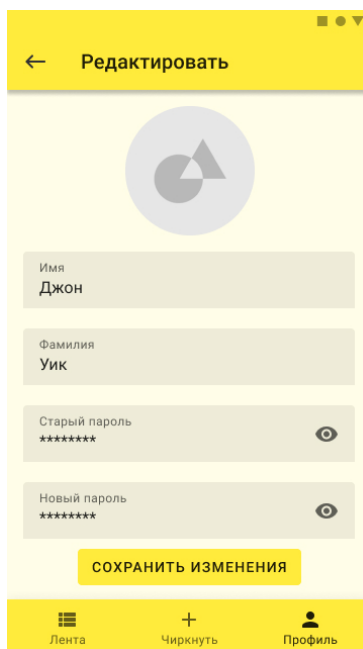 Редактировать
Имя
Джон
Фамилия
Уик
Старый пароль
********
Новый пароль
********
СОХРАНИТЬ ИЗМЕНЕНИЯ
Лента Чиркнуть Профиль